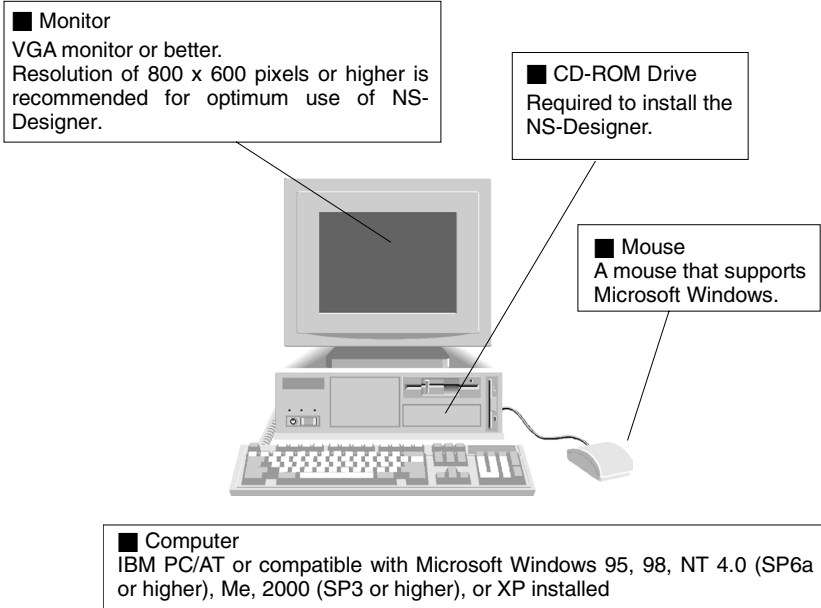 ■ Monitor
VGA monitor or better.
Resolution of 800 x 600 pixels or higher is
recommended for optimum use of NS-
Designer.
■ CD-ROM Drive
Required to install the
NS-Designer.
■ Mouse
A mouse that supports
Microsoft Windows.
■ Computer
IBM PC/AT or compatible with Microsoft Windows 95, 98, NT 4.0 (SP6a
or higher), Me, 2000 (SP3 or higher), or XP installed